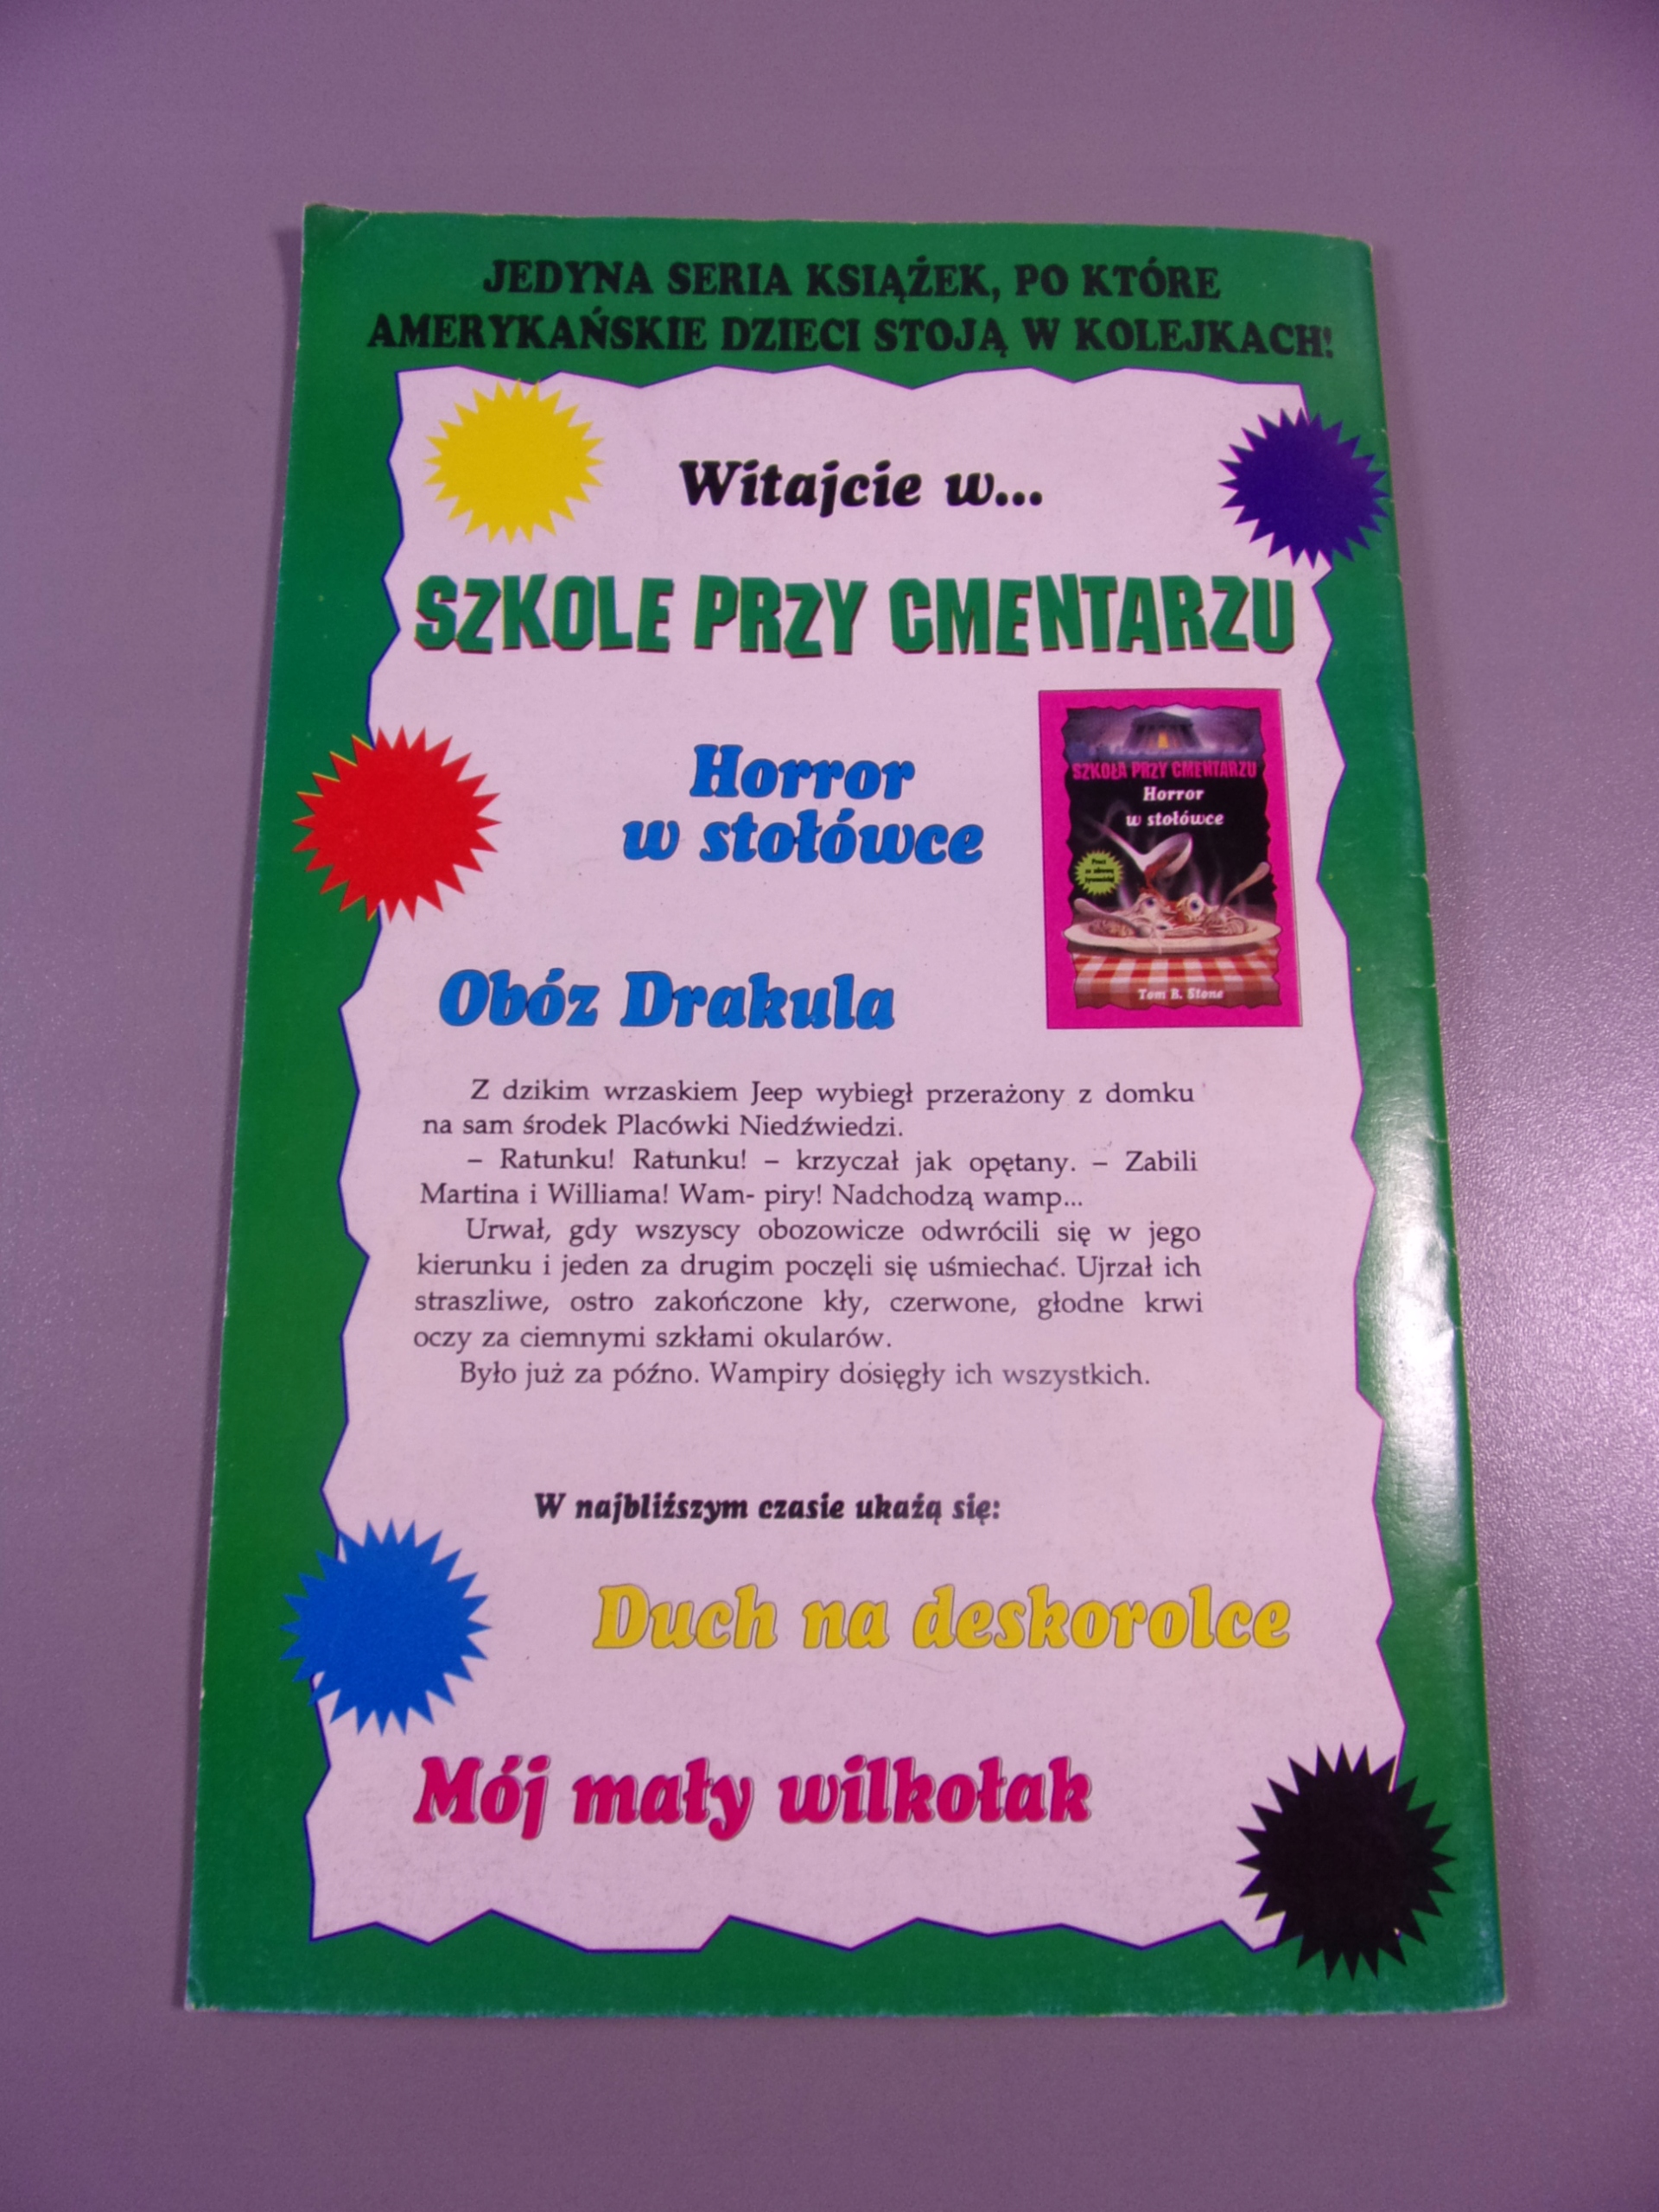 JEDYNA SERIA KSIĄŻEK, PO KTÓRE
AMERYKAŃSKIE DZIECI STOJĄ W KOLEJKACH!
Witajcie w...
SZKOLE PRZY CMENTARZU
Horror
w stołówce
SZKOŁA PRZY CMENTARZU
Horror
w stołówce
Tom B. Stone
Obóz Drakula
Z dzikim wrzaskiem Jeep wybiegł przerażony z domku
na sam środek Placówki Niedźwiedzi.
– Ratunku! Ratunku! – krzyczał jak opętany. – Zabili
Martina i Williama! Wam- piry! Nadchodzą wamp...
Urwał, gdy wszyscy obozowicze odwrócili się w jego
kierunku i jeden za drugim poczęli się uśmiechać. Ujrzał ich
straszliwe, ostro zakończone kły, czerwone, głodne krwi
oczy za ciemnymi szkłami okularów.
Było już za późno. Wampiry dosięgły ich wszystkich.
W najbliższym czasie ukażą się:
Duch na deskorolce
Mój mały wilkołak